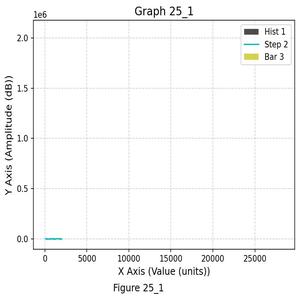 Graph 25_1
1e6
Hist 1
Step 2
Bar 3
2.0
1.5
1.0
0.5
0.0
Y Axis (Amplitude (dB))
0 5000 10000 15000 20000 25000
X Axis (Value (units))
Figure 25_1